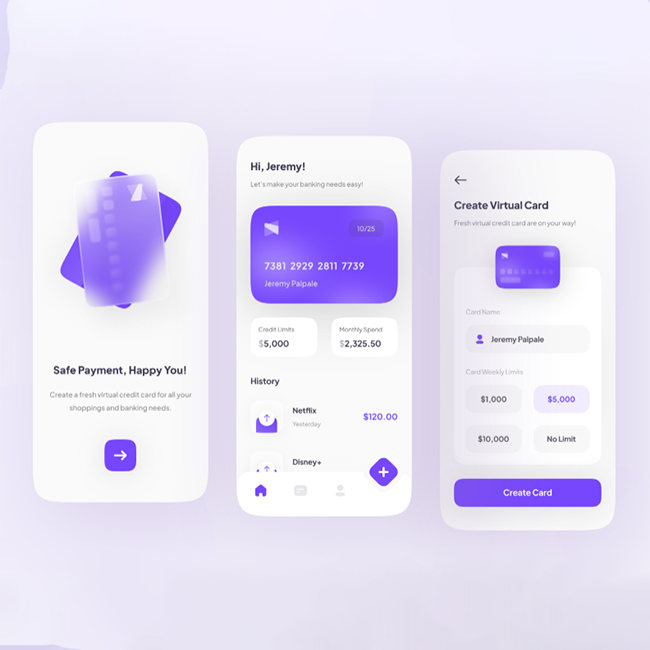 Safe Payment, Happy You!
Create a fresh virtual credit card for all your
shoppings and banking needs.
Hi, Jeremy!
Let's make your banking needs easy!
10/25
7381 2929 2811 7739
Jeremy Palpale
Credit Limits
$5,000
Monthly Spend
$2,325.50
History
Netflix
Yesterday
$120.00
Disney+
Create Virtual Card
Fresh virtual credit card are on your way!
Card Name
Jeremy Palpale
Card Weekly Limits
$1,000
$5,000
$10,000
No Limit
Create Card